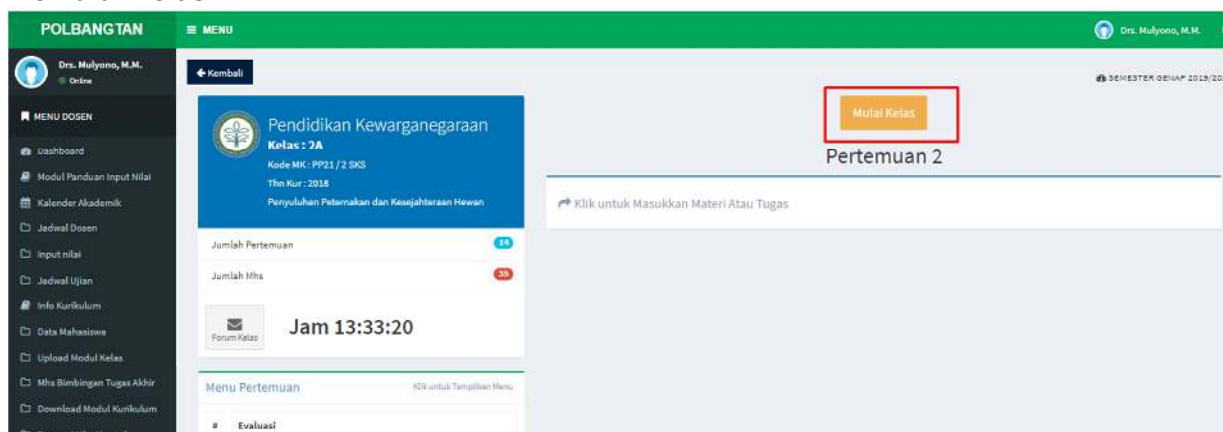 POLBANGTAN
MENU
Drs. Mulyono, M.M.
Drs. Mulyono, M.M.
Online
Kembali
SEMESTER GENAP 2019/20
MENU DOSEN
Dashboard
Modul Panduan Input Nilai
Kalender Akademik
Jadwal Dosen
Input nilai
Jadwal Ujian
Info Kurikulum
Data Mahasiswa
Upload Modul Kelas
Mhs Bimbingan Tugas Akhir
Download Modul Kurikulum
Pendidikan Kewarganegaraan
Kelas : 2A
Kode MK : PP21 / 2 SKS
Thn Kur : 2018
Penyuluhan Peternakan dan Kesejahteraan Hewan
Jumlah Pertemuan 14
Jumlah Mhs 35
Forum Kelas
Jam 13:33:20
Menu Pertemuan
Klik untuk Tampilkan Menu
# Evaluasi
Mulai Kelas
Pertemuan 2
Klik untuk Masukkan Materi Atau Tugas